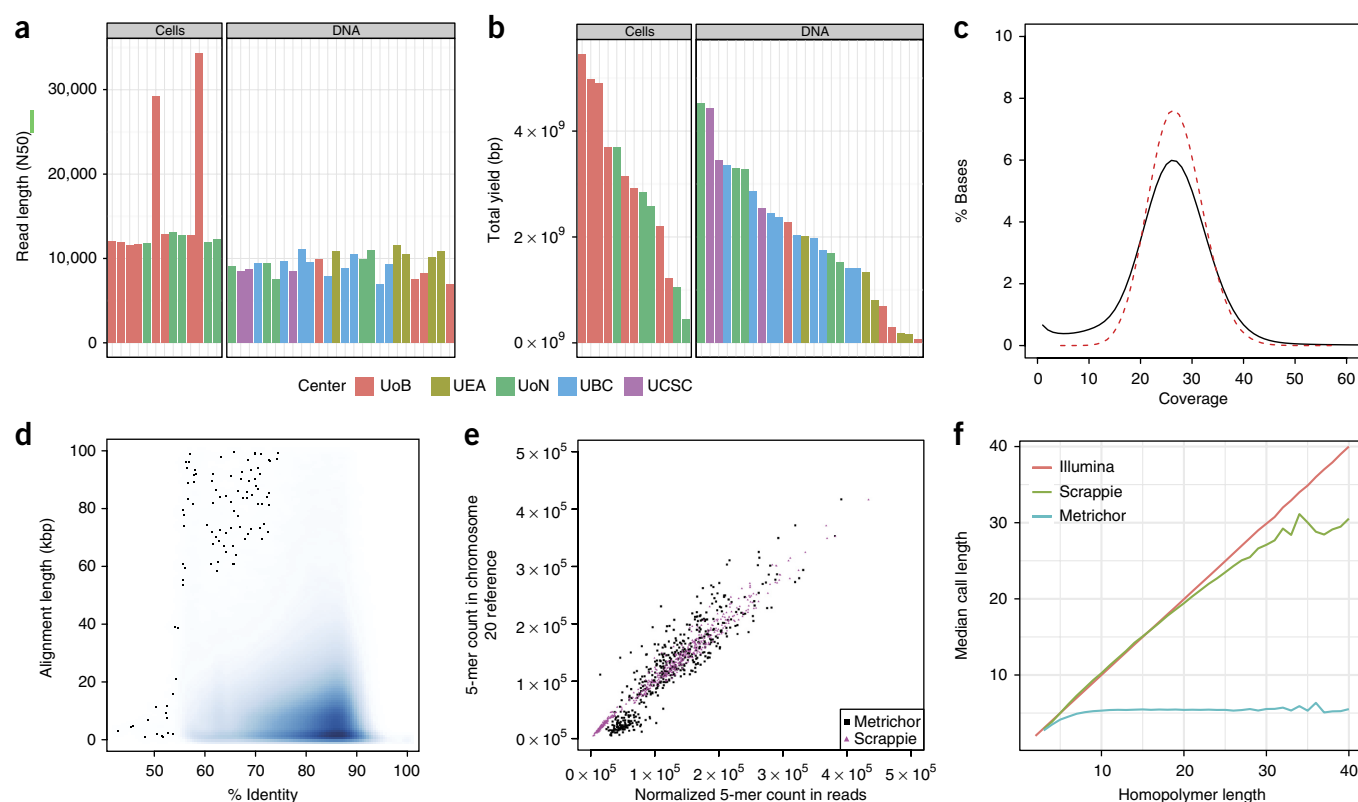 a
Cells
DNA
Read length (N50)
30,000
20,000
10,000
0
b
Cells
DNA
Total yield (bp)
4 × 10⁹
2 × 10⁹
0 × 10⁹
Center
UoB
UEA
UoN
UBC
UCSC
c
% Bases
10
8
6
4
2
0
0
10
20
30
40
50
60
Coverage
d
Alignment length (kbp)
100
80
60
40
20
0
50
60
70
80
90
100
% Identity
e
5-mer count in chromosome
20 reference
5 × 10⁵
4 × 10⁵
3 × 10⁵
2 × 10⁵
1 × 10⁵
0 × 10⁵
Metrichor
Scrappie
0 × 10⁵
1 × 10⁵
2 × 10⁵
3 × 10⁵
4 × 10⁵
5 × 10⁵
Normalized 5-mer count in reads
f
Median call length
40
30
20
10
Illumina
Scrappie
Metrichor
10
20
30
40
Homopolymer length